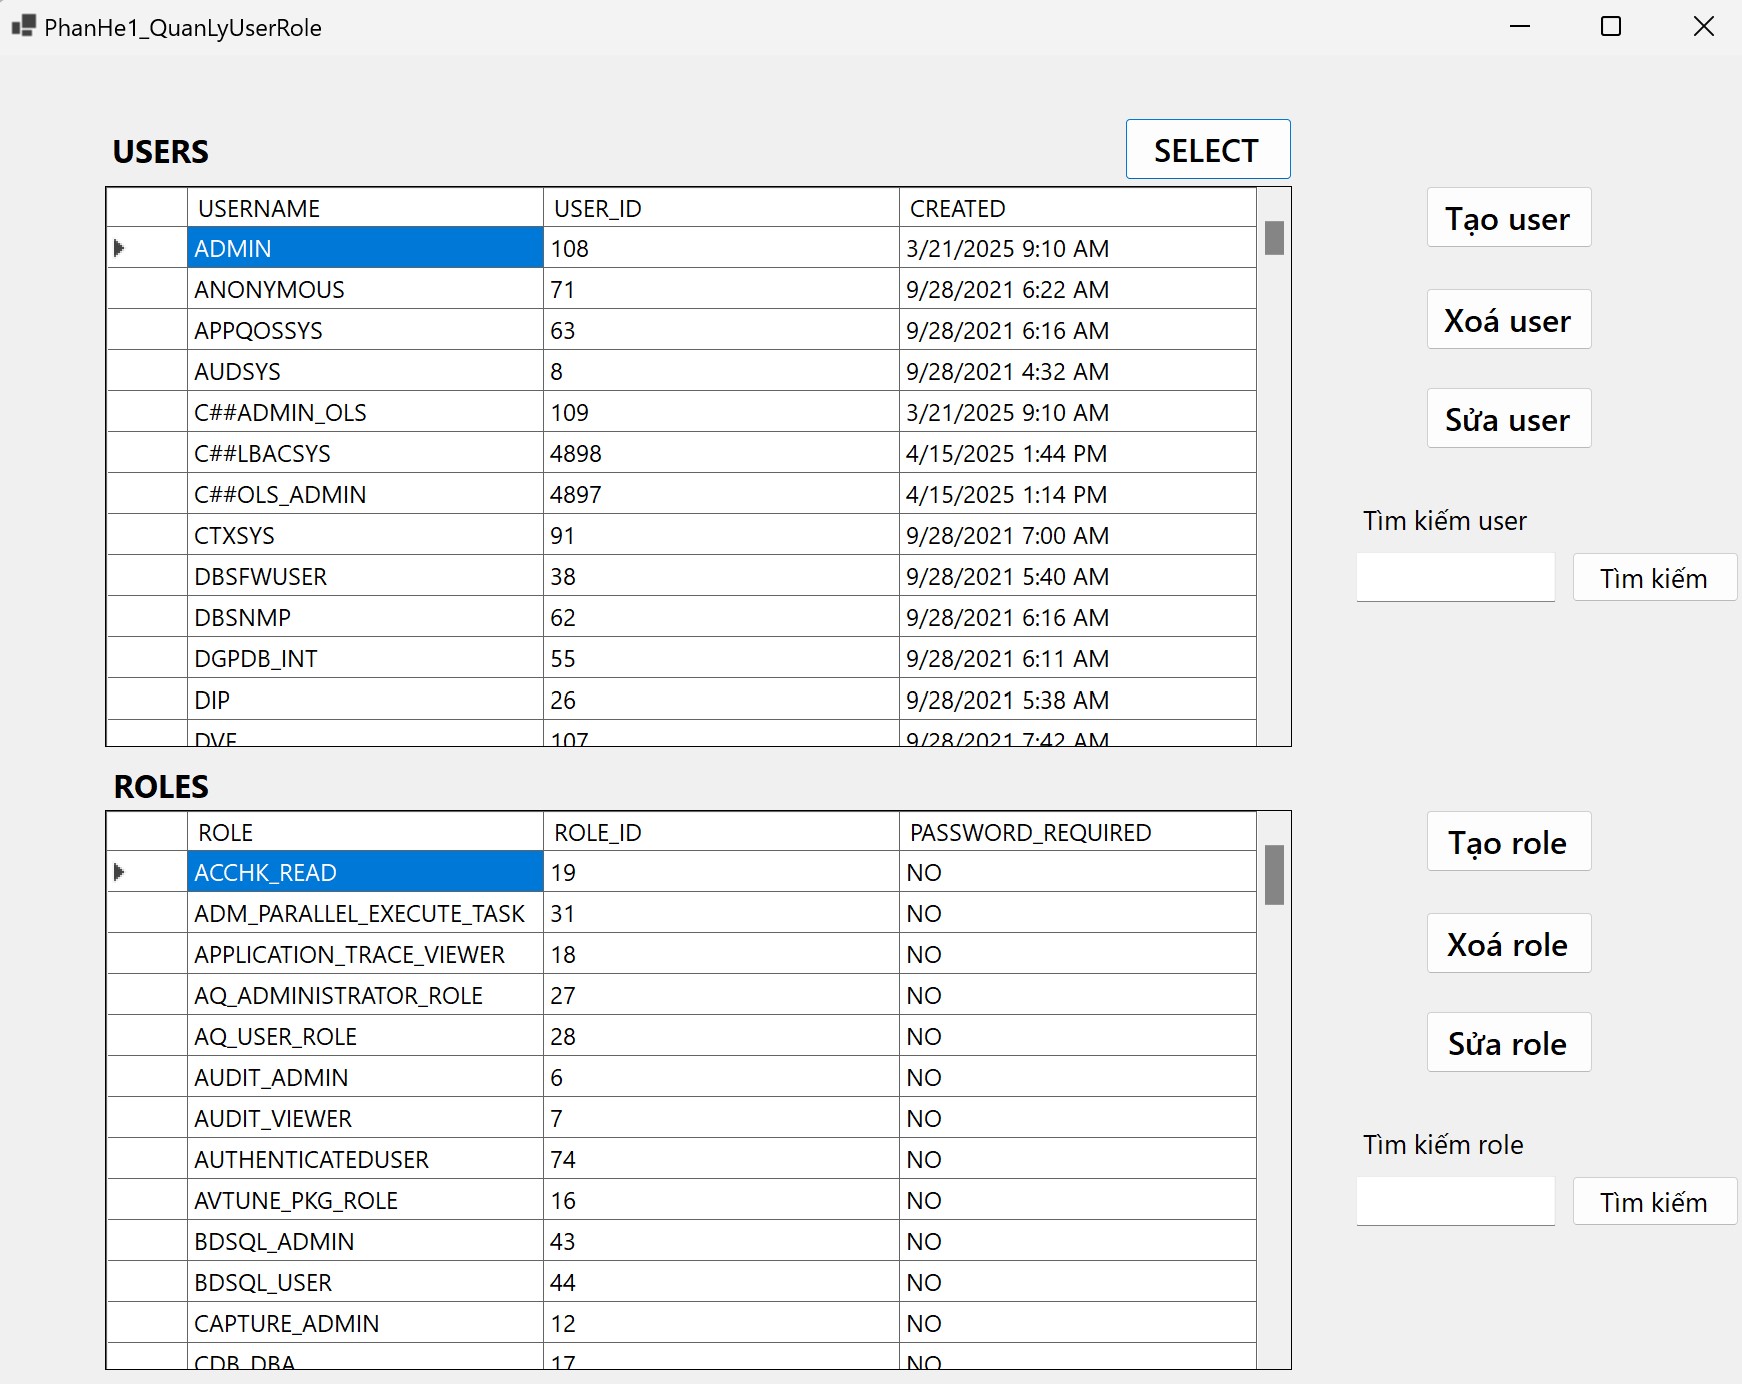 PhanHe1_QuanLyUserRole
USERS
SELECT
USERNAME USER_ID CREATED
ADMIN 108 3/21/2025 9:10 AM
ANONYMOUS 71 9/28/2021 6:22 AM
APPQOSSYS 63 9/28/2021 6:16 AM
AUDSYS 8 9/28/2021 4:32 AM
C##ADMIN_OLS 109 3/21/2025 9:10 AM
C##LBACSYS 4898 4/15/2025 1:44 PM
C##OLS_ADMIN 4897 4/15/2025 1:14 PM
CTXSYS 91 9/28/2021 7:00 AM
DBSFWUSER 38 9/28/2021 5:40 AM
DBSNMP 62 9/28/2021 6:16 AM
DGPDB_INT 55 9/28/2021 6:11 AM
DIP 26 9/28/2021 5:38 AM
107 9/28/2021 7:42 AM
Tạo user
Xoá user
Sửa user
Tìm kiếm user
Tìm kiếm
ROLES
ROLE ROLE_ID PASSWORD_REQUIRED
ACCHK_READ 19 NO
ADM_PARALLEL_EXECUTE_TASK 31 NO
APPLICATION_TRACE_VIEWER 18 NO
AQ_ADMINISTRATOR_ROLE 27 NO
AQ_USER_ROLE 28 NO
AUDIT_ADMIN 6 NO
AUDIT_VIEWER 7 NO
AUTHENTICATEDUSER 74 NO
AVTUNE_PKG_ROLE 16 NO
BDSQL_ADMIN 43 NO
BDSQL_USER 44 NO
CAPTURE_ADMIN 12 NO
CDB_DBA 17 NO
Tạo role
Xoá role
Sửa role
Tìm kiếm role
Tìm kiếm